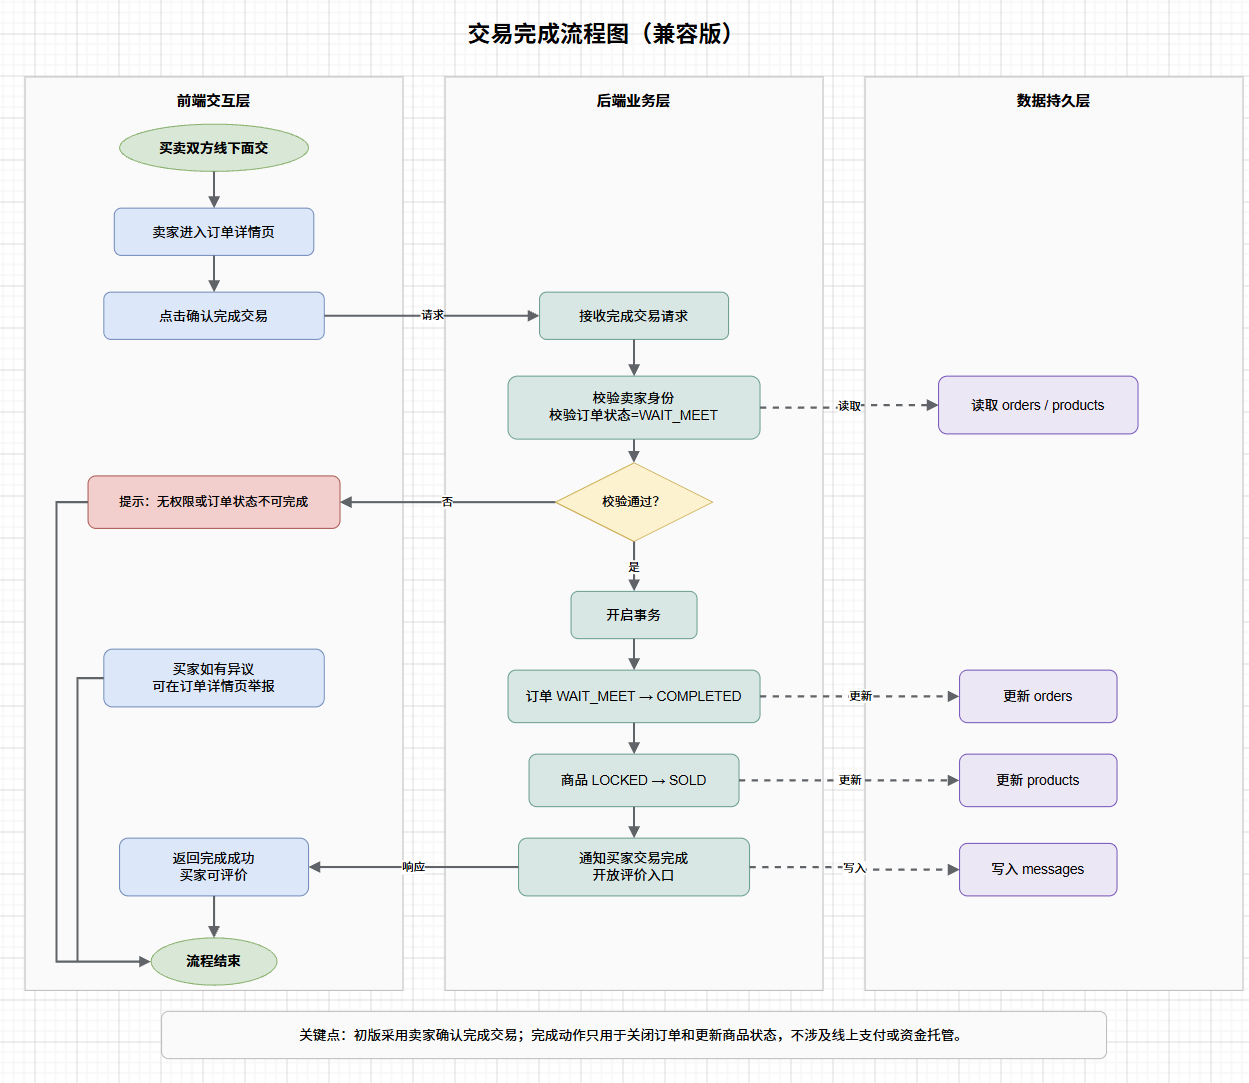 交易完成流程图（兼容版）
前端交互层
后端业务层
数据持久层
买卖双方线下面交
卖家进入订单详情页
点击确认完成交易
请求
接收完成交易请求
校验卖家身份
校验订单状态=WAIT_MEET
读取
读取 orders / products
提示：无权限或订单状态不可完成
否
校验通过？
是
开启事务
买家如有异议
可在订单详情页举报
订单 WAIT_MEET → COMPLETED
更新
更新 orders
商品 LOCKED → SOLD
更新
更新 products
返回完成成功
买家可评价
响应
通知买家交易完成
开放评价入口
写入
写入 messages
流程结束
关键点：初版采用卖家确认完成交易；完成动作只用于关闭订单和更新商品状态，不涉及线上支付或资金托管。